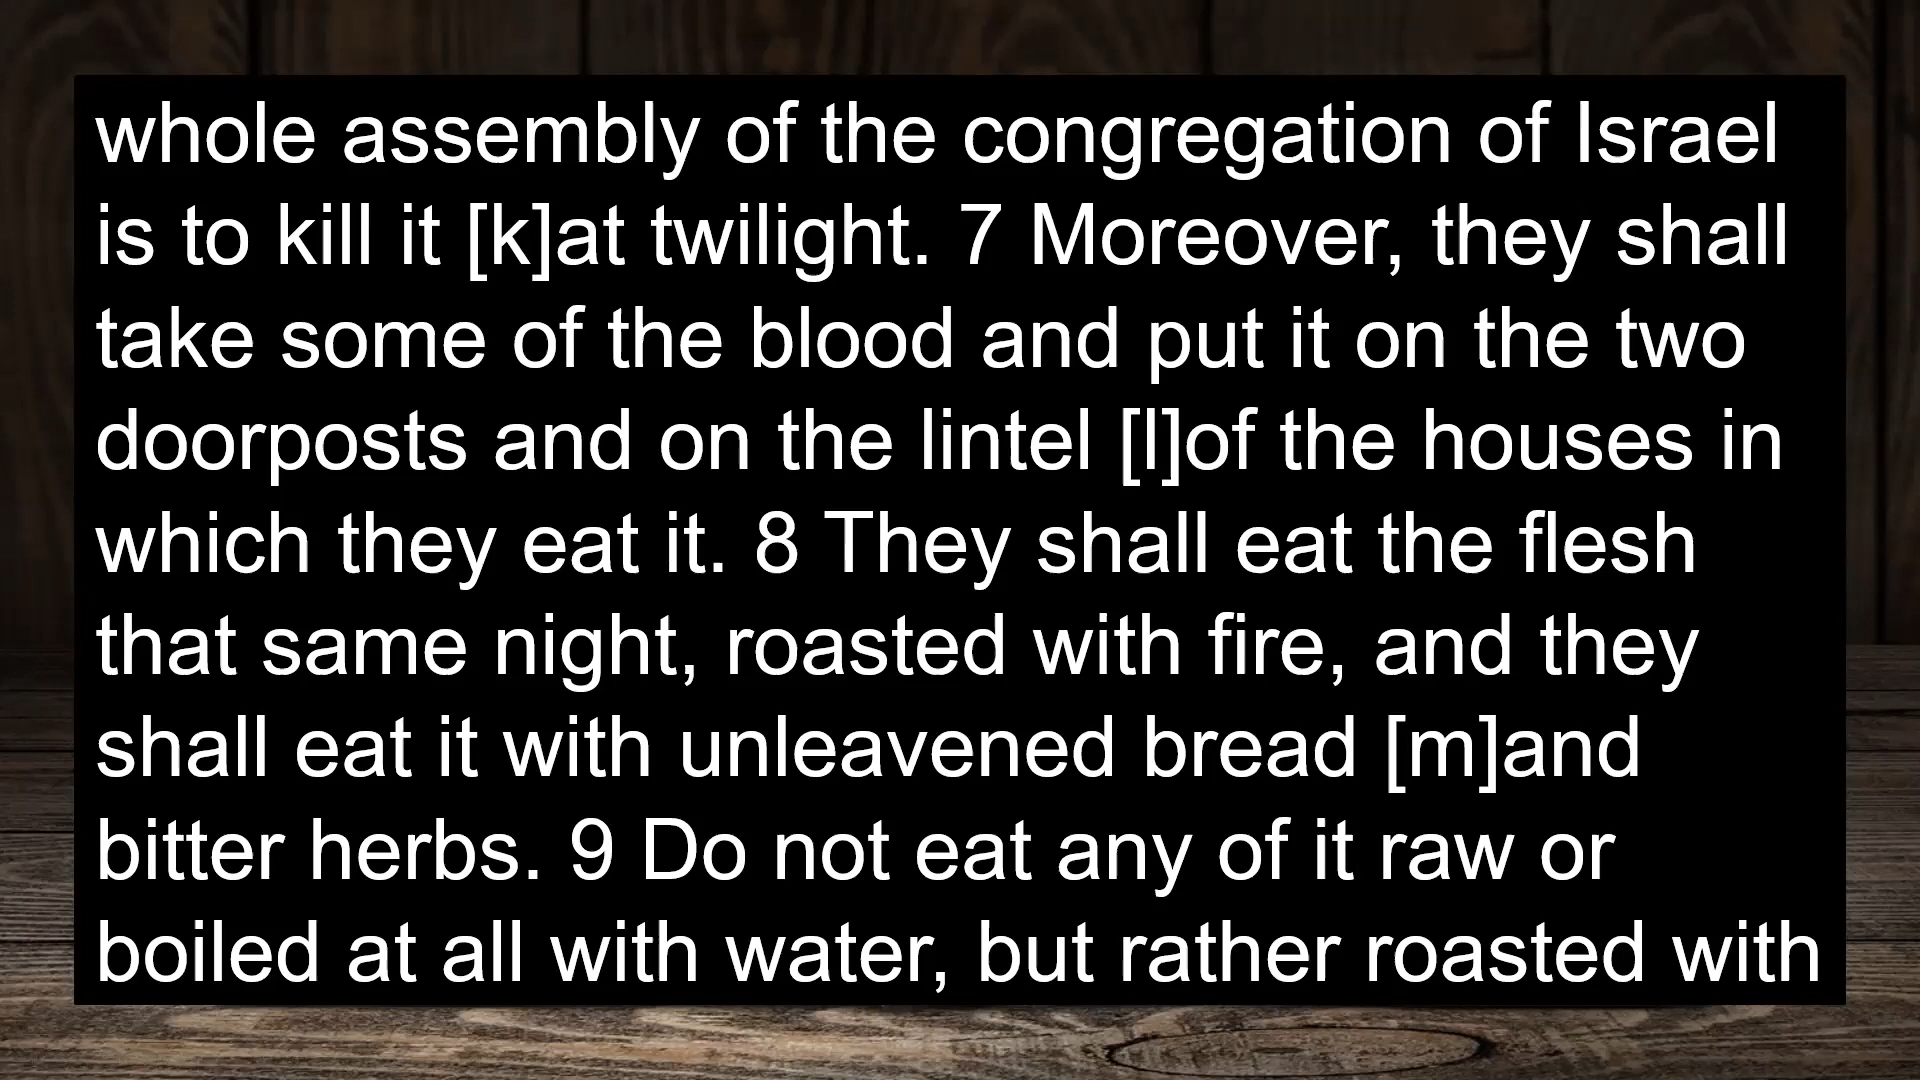 whole assembly of the congregation of Israel
is to kill it [k]at twilight. 7 Moreover, they shall
take some of the blood and put it on the two
doorposts and on the lintel [l]of the houses in
which they eat it. 8 They shall eat the flesh
that same night, roasted with fire, and they
shall eat it with unleavened bread [m]and
bitter herbs. 9 Do not eat any of it raw or
boiled at all with water, but rather roasted with